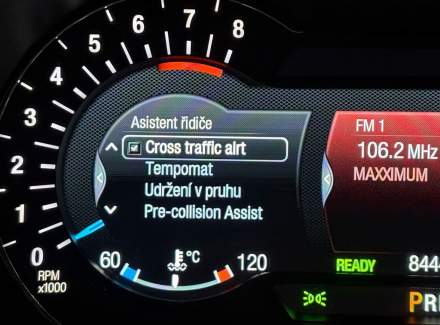 8
7
6
5
4
3
2
1
0
RPM
x1000
Asistent řidiče
Cross traffic alrt
Tempomat
Udržení v pruhu
Pre-collision Assist
60
°C
120
FM 1
106.2 MHz
MAXXIMUM
READY
844
PR